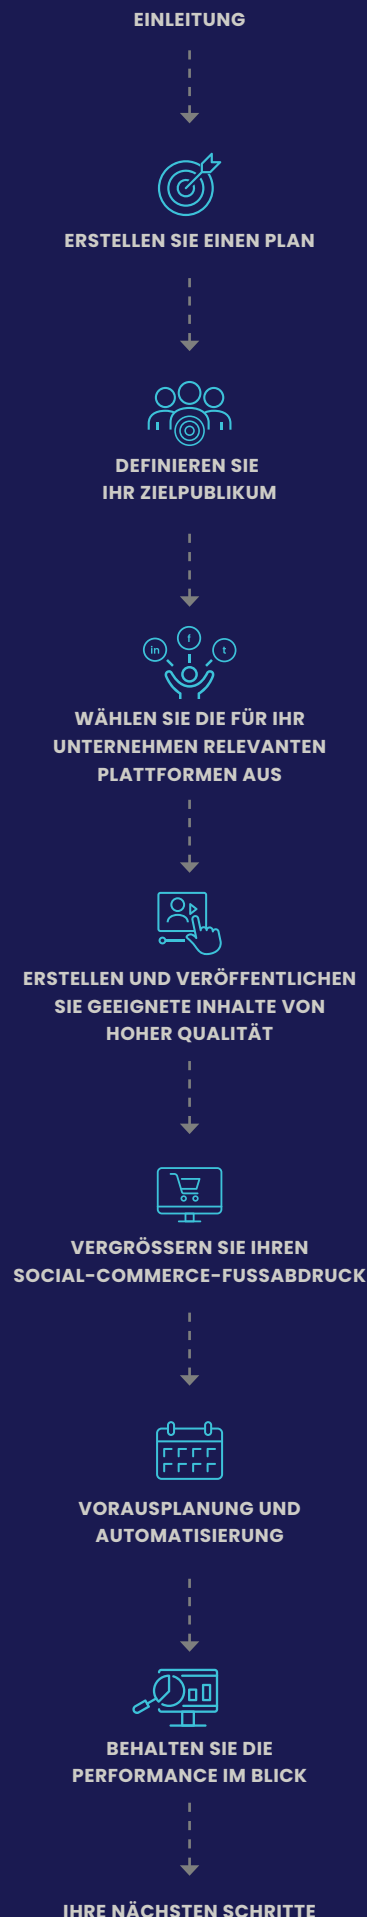 EINLEITUNG
ERSTELLEN SIE EINEN PLAN
DEFINIEREN SIE
IHR ZIELPUBLIKUM
in
f
t
WÄHLEN SIE DIE FÜR IHR
UNTERNEHMEN RELEVANTEN
PLATTFORMEN AUS
ERSTELLEN UND VERÖFFENTLICHEN
SIE GEEIGNETE INHALTE VON
HOHER QUALITÄT
VERGRÖSSERN SIE IHREN
SOCIAL-COMMERCE-FUSSABDRUCK
VORAUSPLANUNG UND
AUTOMATISIERUNG
BEHALTEN SIE DIE
PERFORMANCE IM BLICK
IHRE NÄCHSTEN SCHRITTE